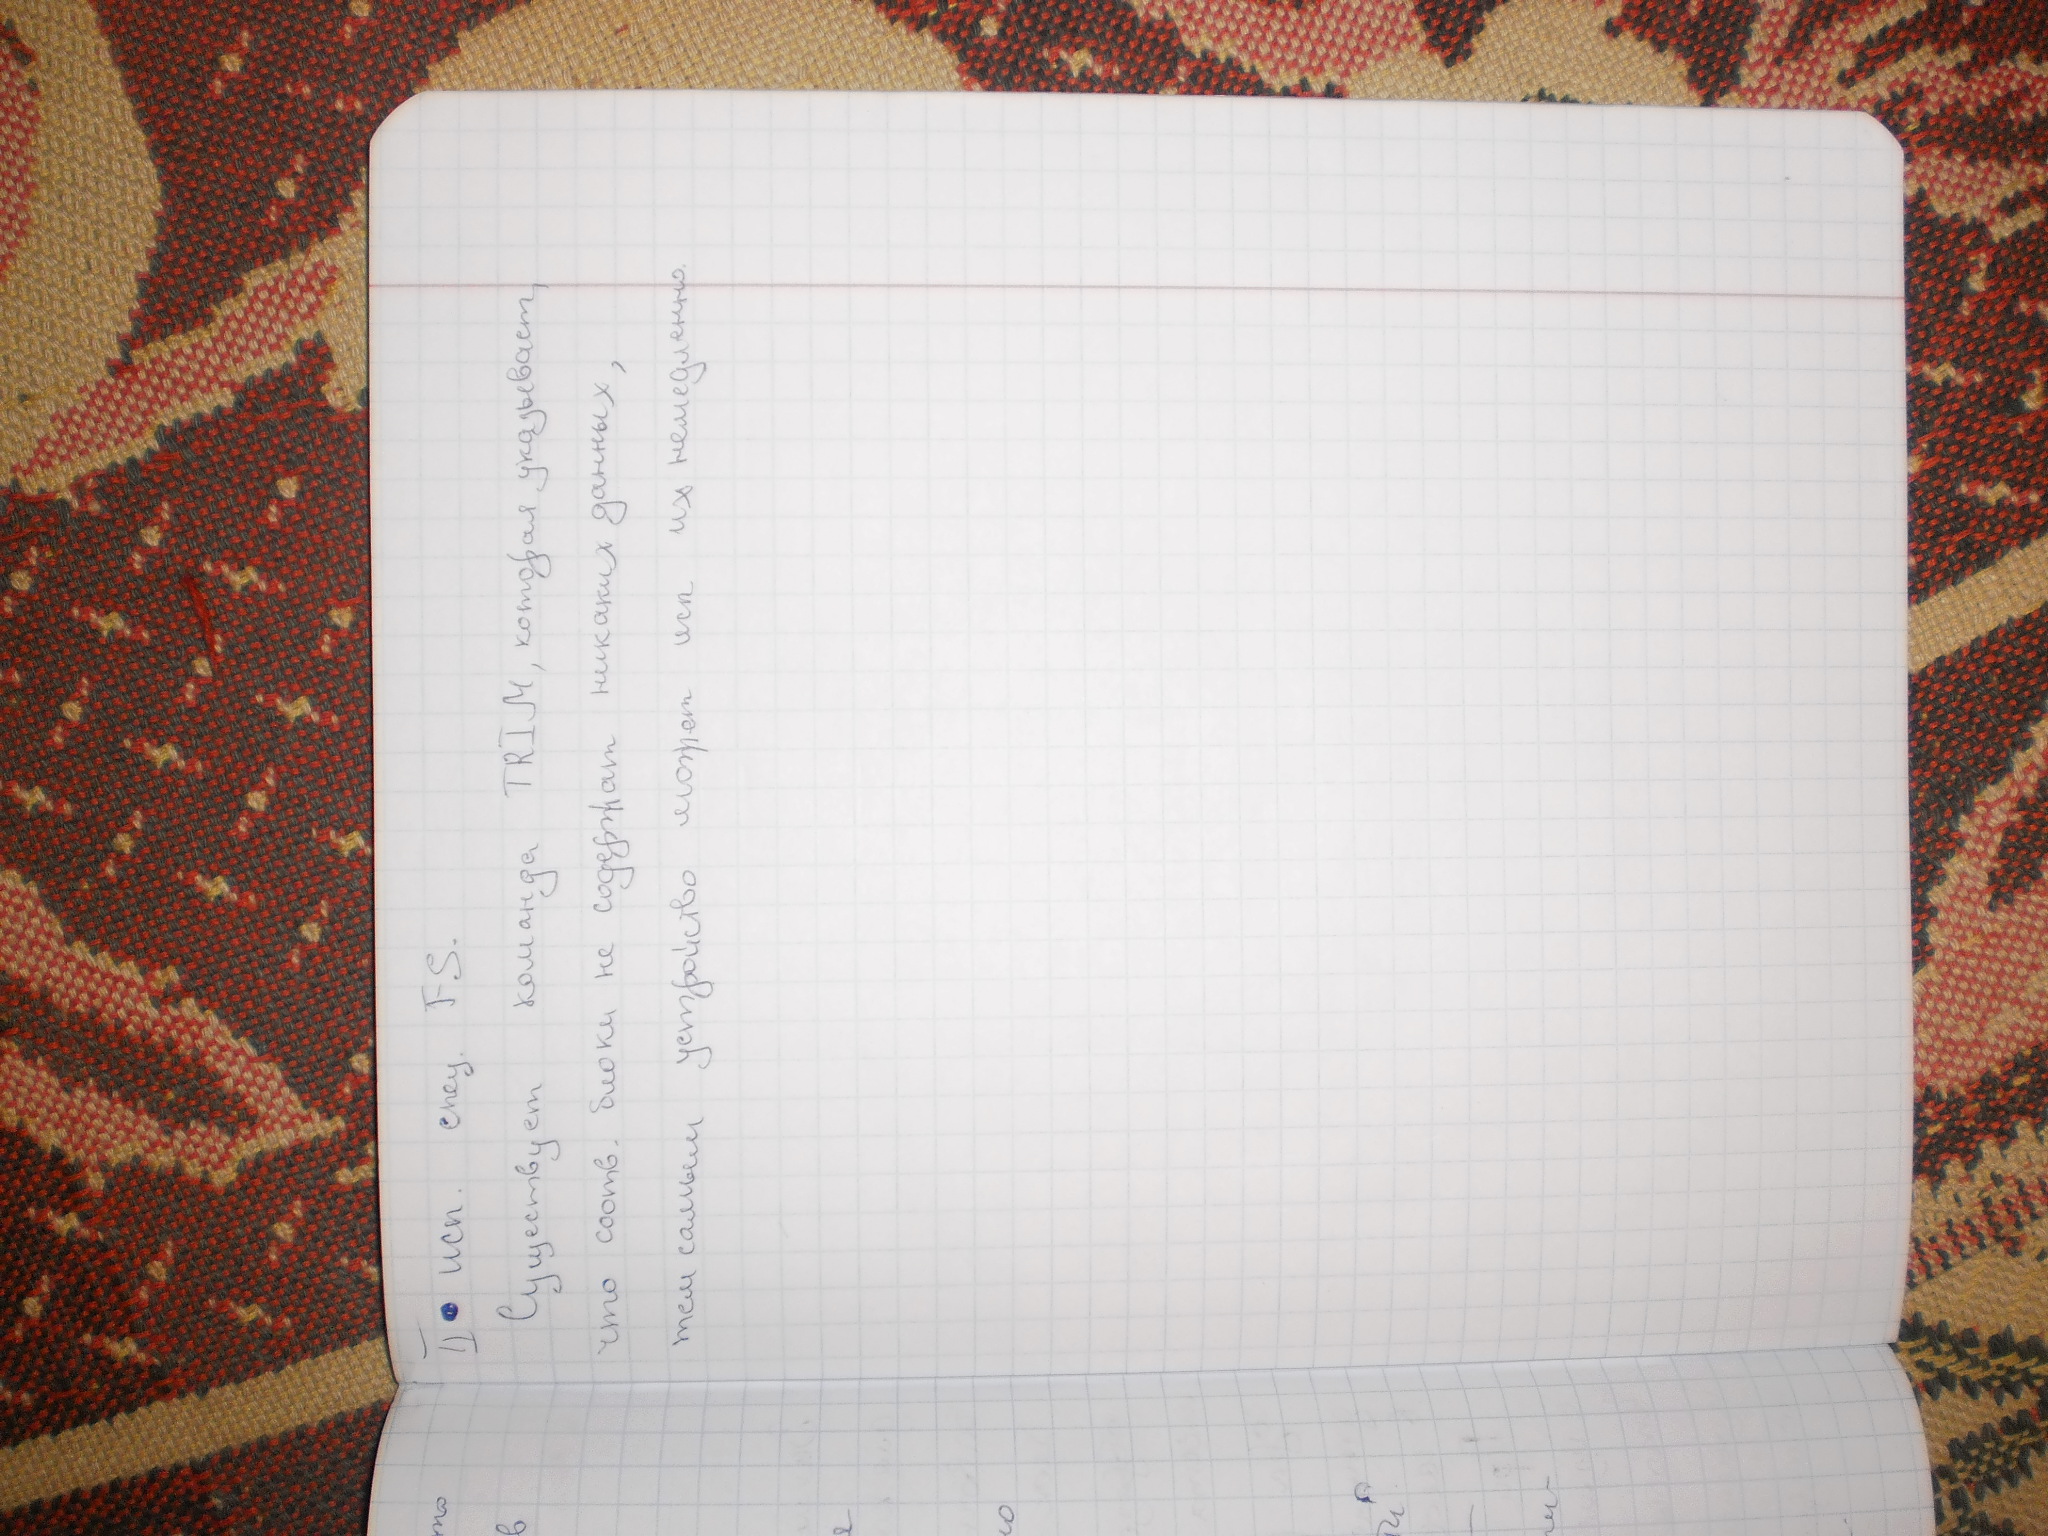 II • исп. спец. F.S.
Существует команда TRIM, которая указывает,
что соотв. блоки не содержат никаких данных,
тем самым устройство может исп их немедленно.